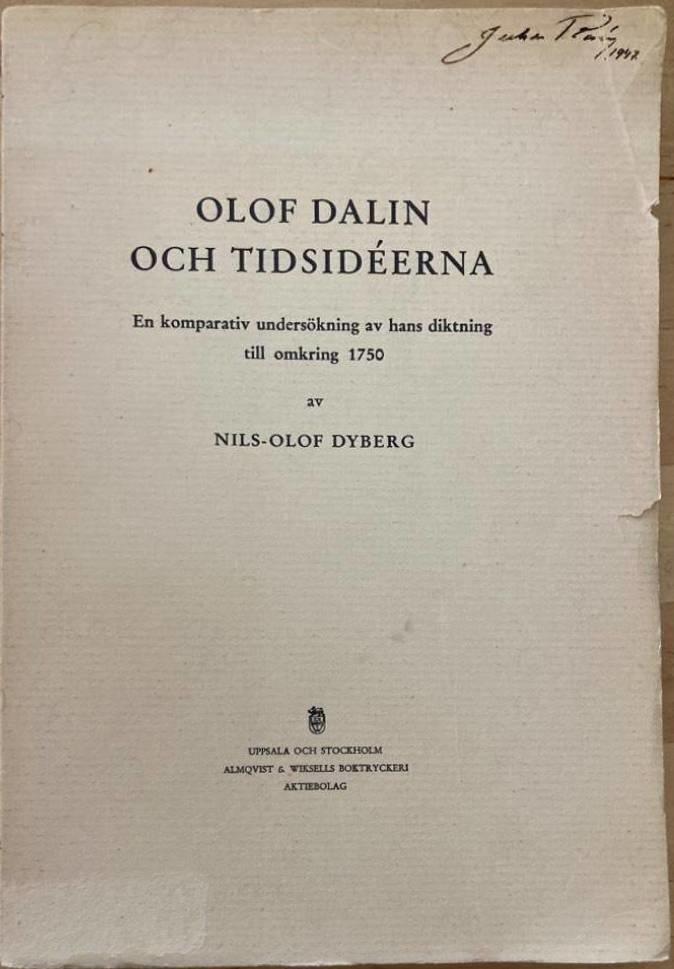 1947
OLOF DALIN
OCH TIDSIDÉERNA
En komparativ undersökning av hans diktning
till omkring 1750
av
NILS-OLOF DYBERG
UPPSALA OCH STOCKHOLM
ALMQVIST & WIKSELLS BOKTRYCKERI
AKTIEBOLAG